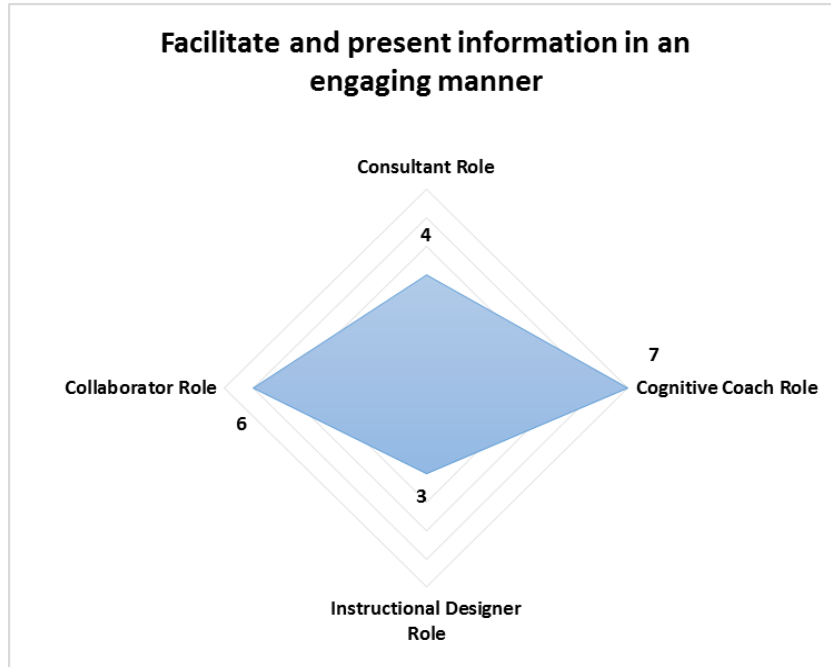 Facilitate and present information in an
engaging manner
Consultant Role
4
7
Collaborator Role
Cognitive Coach Role
6
3
Instructional Designer
Role